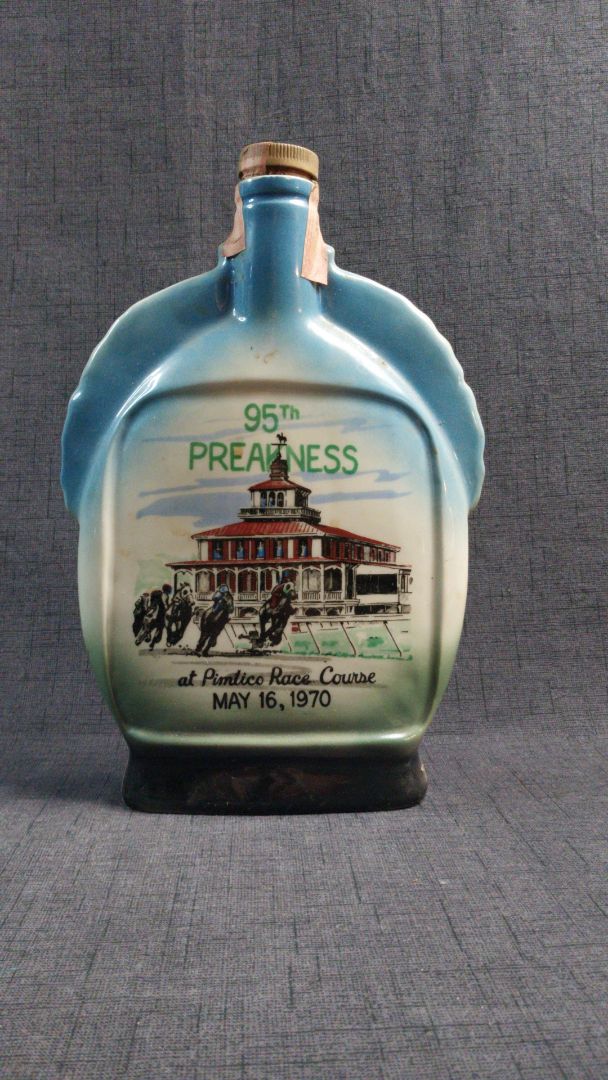 95Th
PREAKNESS
at Pimlico Race Course
MAY 16, 1970